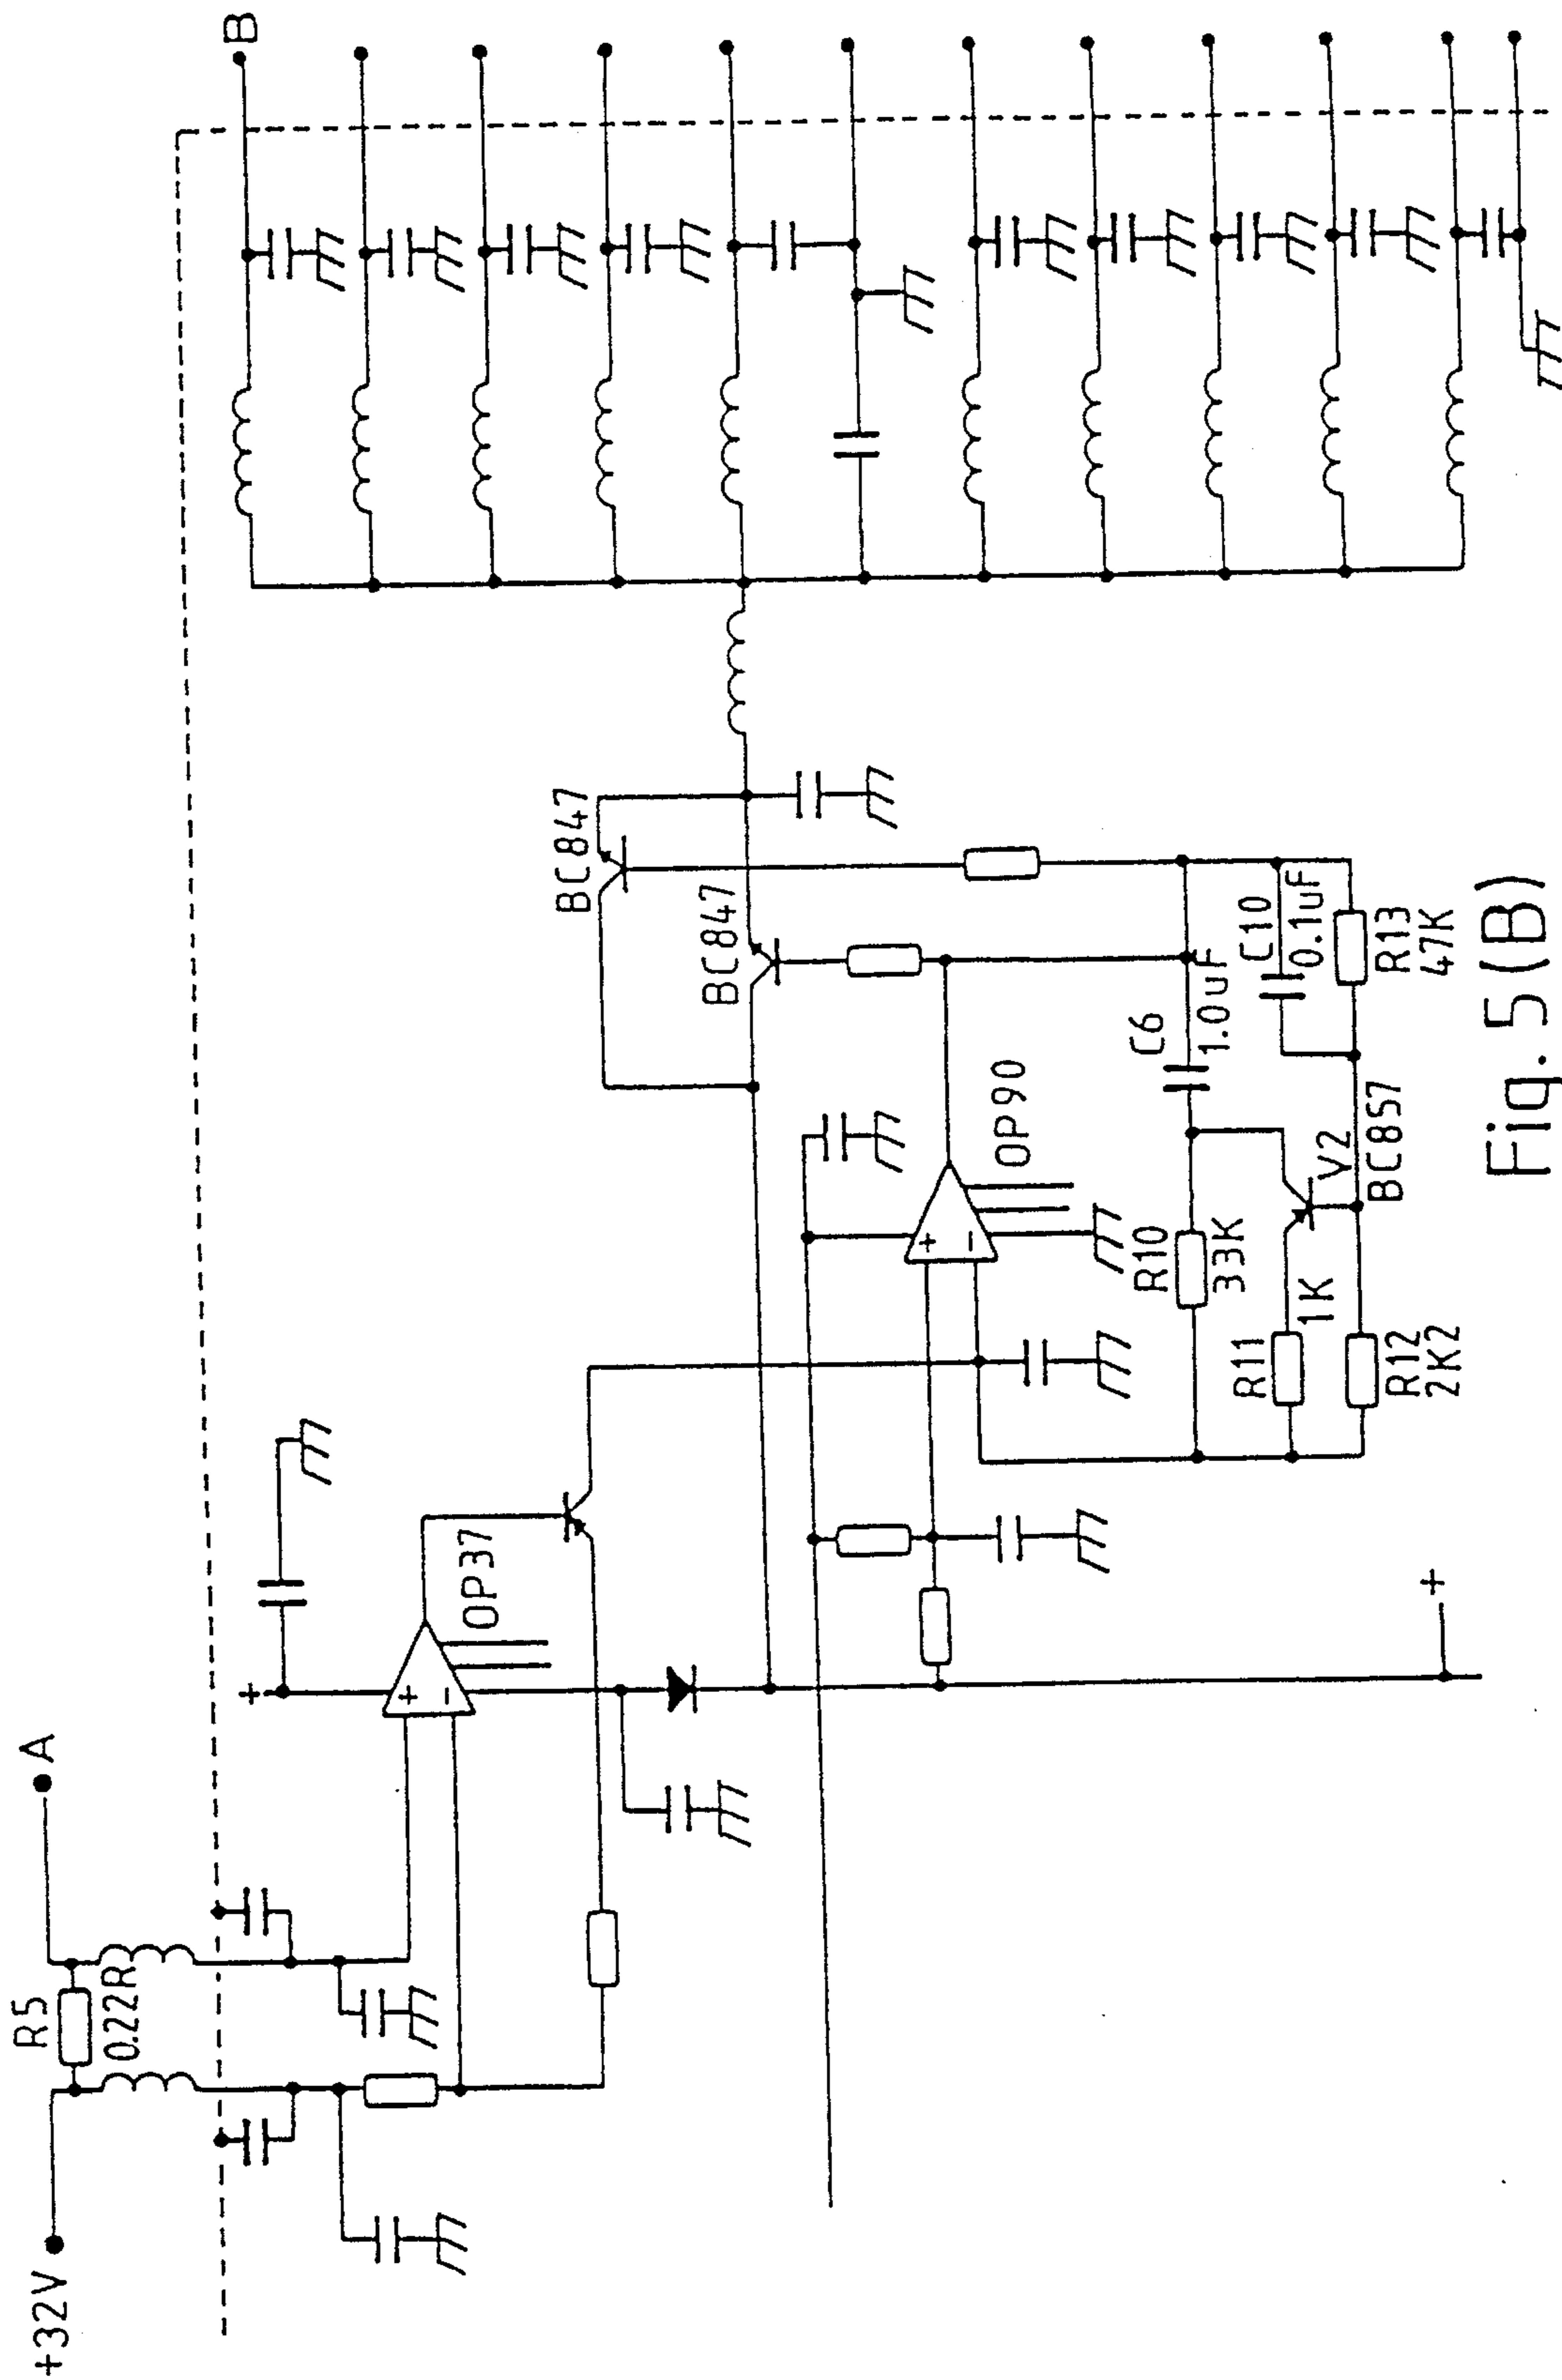 +32V
R5
0.22R
A
B
+
+
-
OP37
BC847
BC847
+
-
OP90
C6
1.0uF
C10
0.1uF
R10
33K
R11
1K
V2
BC857
R12
2K2
R13
47K
+
Fig. 5 (B)